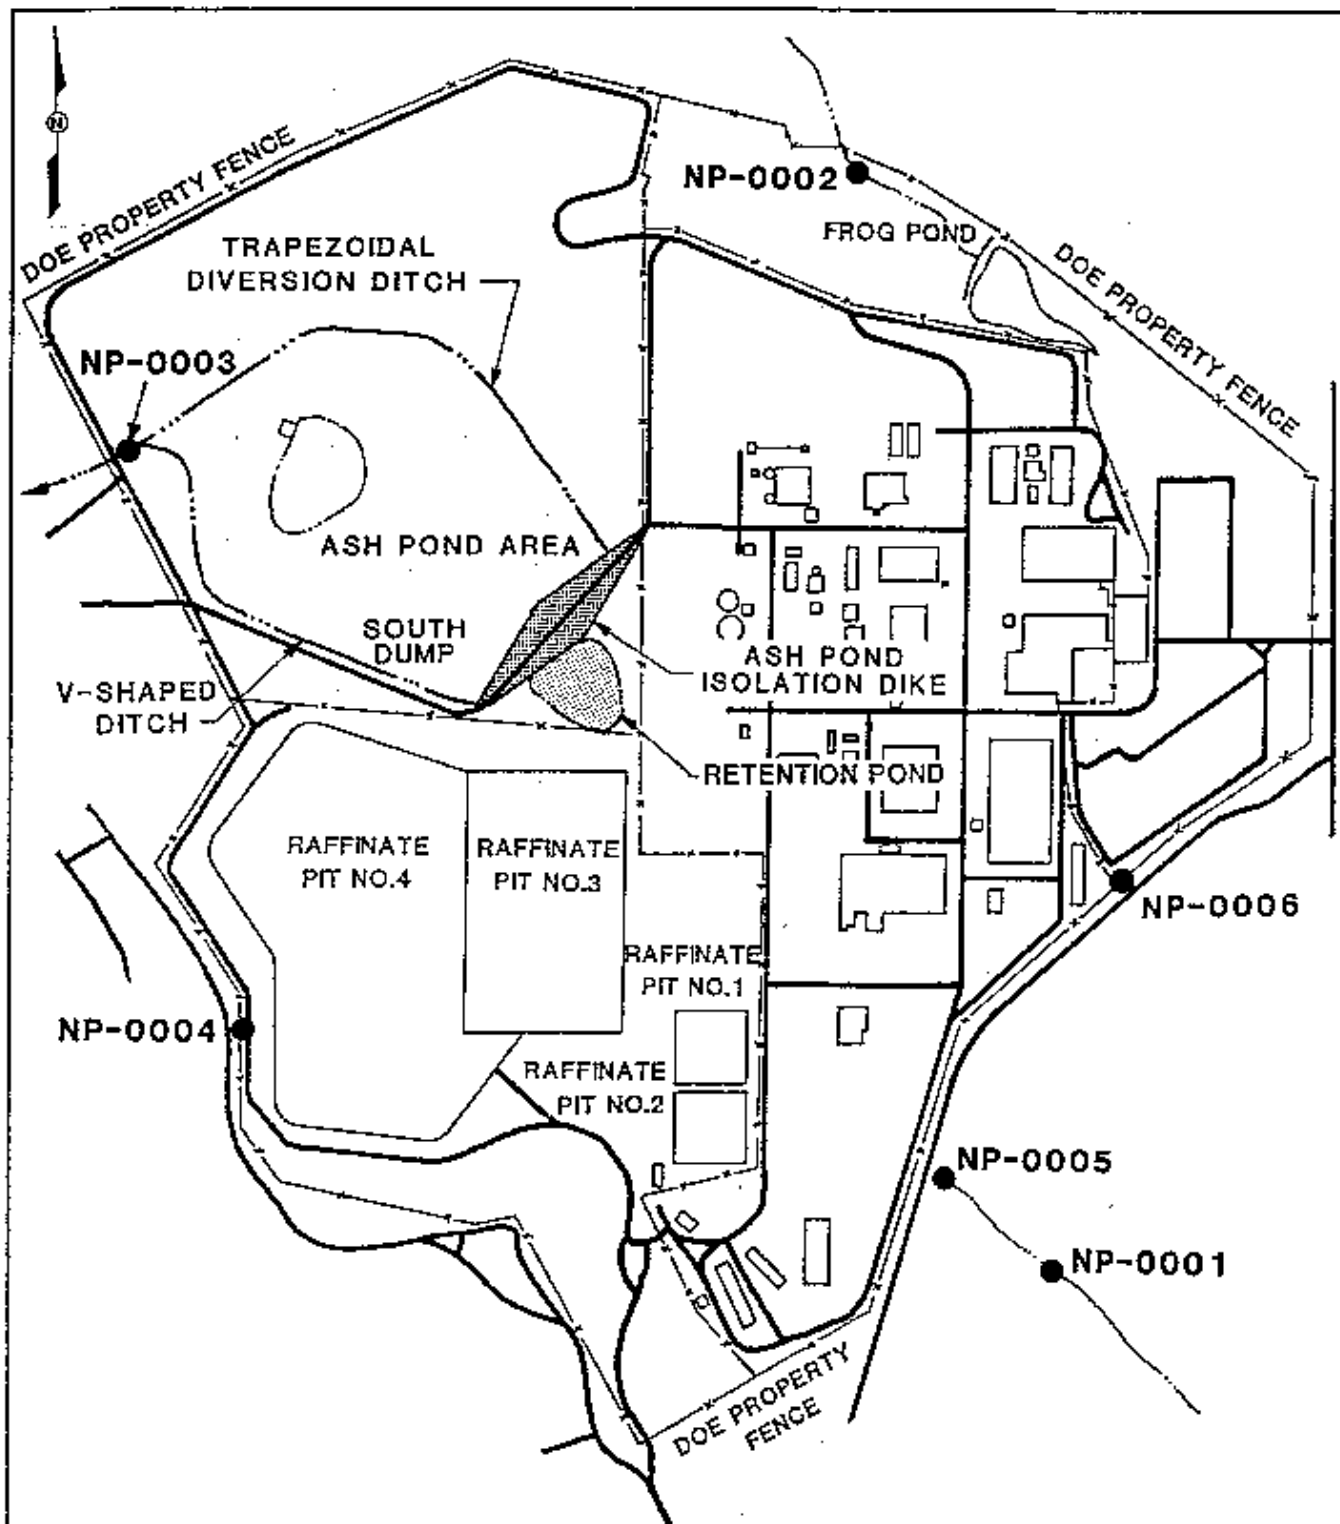 N
NP-0002
DOE PROPERTY FENCE
FROG POND
TRAPEZOIDAL
DIVERSION DITCH
DOE PROPERTY FENCE
NP-0003
ASH POND AREA
SOUTH
DUMP
ASH POND
ISOLATION DIKE
V-SHAPED
DITCH
RETENTION POND
RAFFINATE
PIT NO.4
RAFFINATE
PIT NO.3
NP-0006
RAFFINATE
PIT NO.1
NP-0004
RAFFINATE
PIT NO.2
NP-0005
NP-0001
DOE PROPERTY
FENCE